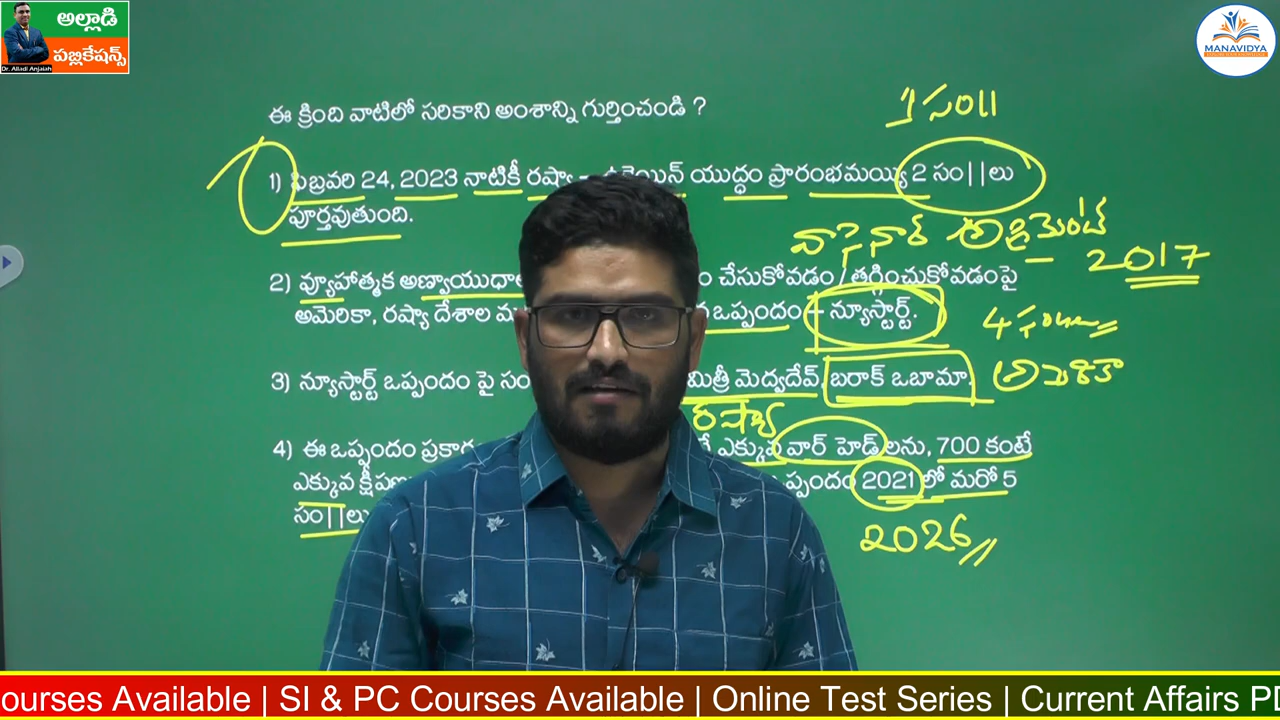 అల్లాడి
పబ్లికేషన్స్
Dr. Alladi Anjaiah
MANAVIDYA
1 సం||
ఈ క్రింది వాటిలో సరికాని అంశాన్ని గుర్తించండి ?
1) ఫిబ్రవరి 24, 2023 నాటికీ రష్యా – ఉక్రెయిన్ యుద్ధం ప్రారంభమయ్యి 2 సం||లు
పూర్తవుతుంది.
వాసెనార్ అగ్రిమెంట్
2017
2) వ్యూహాత్మక అణ్వాయుధాల చేసుకోవడం/తగ్గించుకోవడంపై
అమెరికా, రష్యా దేశాల ఒప్పందం – న్యూస్టార్ట్.
3) న్యూస్టార్ట్ ఒప్పందం పై మెద్వదేవ్, బరాక్ ఒబామా
అమెరికా
రష్యా
4) ఈ ఒప్పందం ఎక్కువ వార్ హెడ్‌లను, 700 కంటే
ఎక్కువ 2021 లో మరో 5
సం||లు
2026
ourses Available | SI & PC Courses Available | Online Test Series | Current Affairs PD